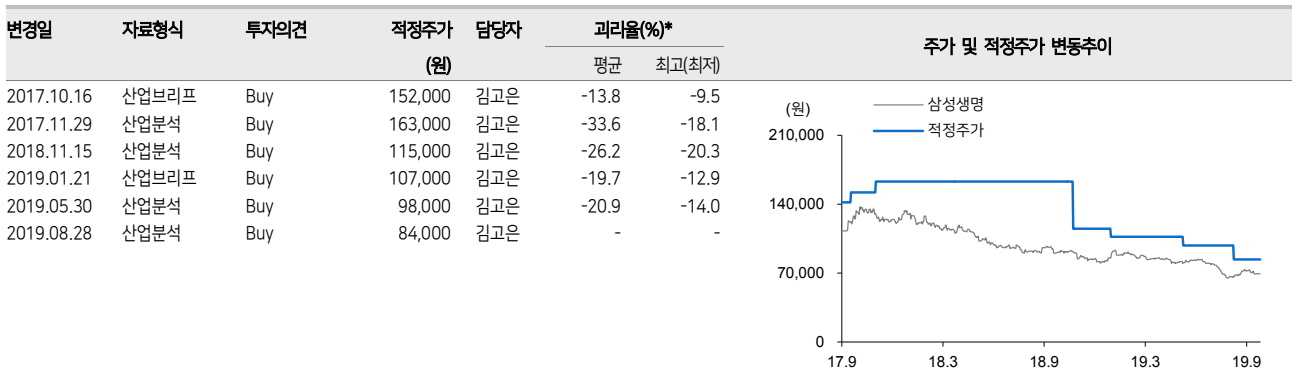 변경일 자료형식 투자의견 적정주가 담당자 괴리율(%)* 주가 및 적정주가 변동추이
(원) 평균 최고(최저)
2017.10.16 산업브리프 Buy 152,000 김고은 -13.8 -9.5
2017.11.29 산업분석 Buy 163,000 김고은 -33.6 -18.1
2018.11.15 산업분석 Buy 115,000 김고은 -26.2 -20.3
2019.01.21 산업브리프 Buy 107,000 김고은 -19.7 -12.9
2019.05.30 산업분석 Buy 98,000 김고은 -20.9 -14.0
2019.08.28 산업분석 Buy 84,000 김고은 - -
(원) 삼성생명
적정주가
210,000
140,000
70,000
0
17.9 18.3 18.9 19.3 19.9